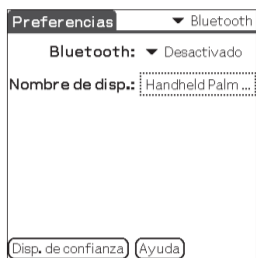 Preferencias ▼ Bluetooth
Bluetooth: ▼ Desactivado
Nombre de disp.: Handheld Palm ...
Disp. de confianza Ayuda